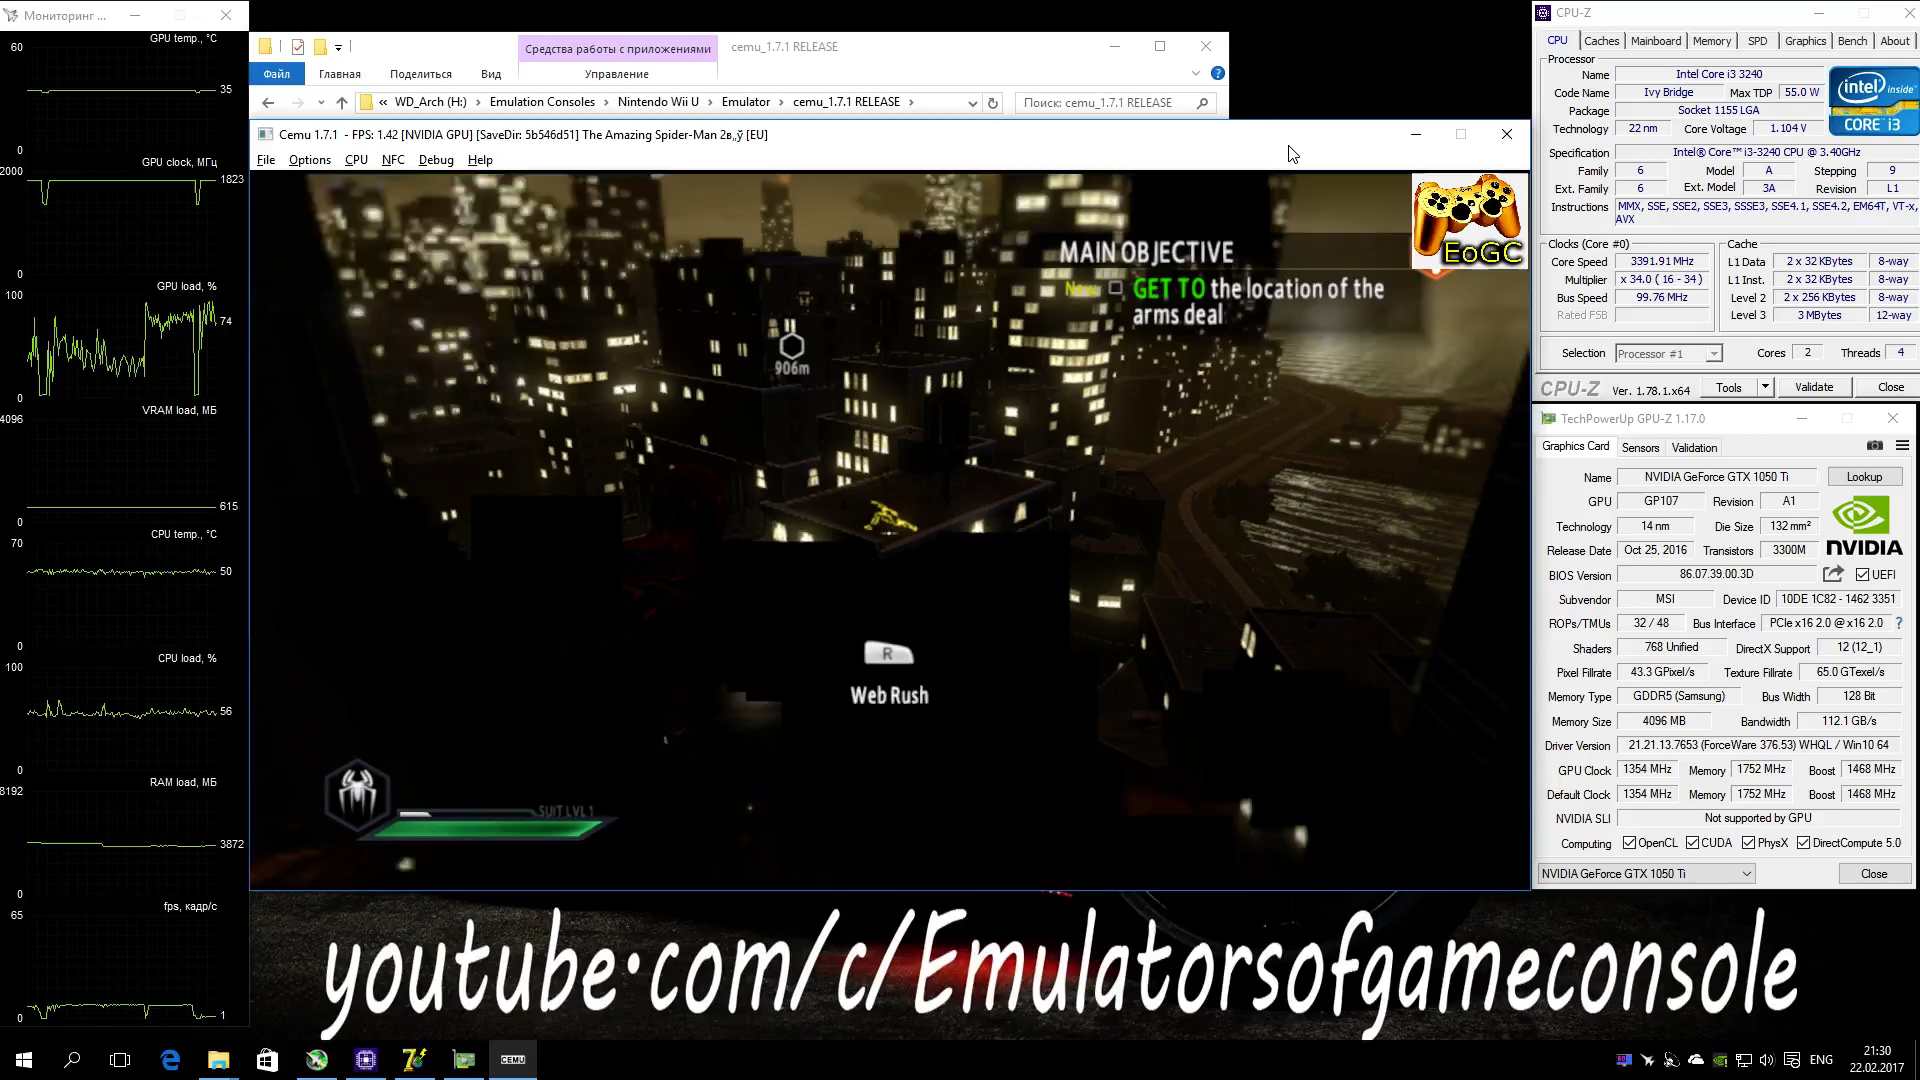 Мониторинг ...
GPU temp., °C
60
35
0
GPU clock, МГц
2000
1823
0
GPU load, %
100
74
0
VRAM load, МБ
4096
615
0
CPU temp., °C
70
50
0
CPU load, %
100
56
0
RAM load, МБ
8192
3872
0
fps, кадр/с
65
1
0
Средства работы с приложениями
cemu_1.7.1 RELEASE
Файл
Главная
Поделиться
Вид
Управление
« WD_Arch (H:) › Emulation Consoles › Nintendo Wii U › Emulator › cemu_1.7.1 RELEASE ›
Поиск: cemu_1.7.1 RELEASE
Cemu 1.7.1 - FPS: 1.42 [NVIDIA GPU] [SaveDir: 5b546d51] The Amazing Spider-Man 2в„ў [EU]
File Options CPU NFC Debug Help
EoGC
MAIN OBJECTIVE
New GET TO the location of the
arms deal
906m
R
Web Rush
SUIT LVL 1
CPU-Z
CPU Caches Mainboard Memory SPD Graphics Bench About
Processor
Name Intel Core i3 3240
Code Name Ivy Bridge Max TDP 55.0 W
Package Socket 1155 LGA
Technology 22 nm Core Voltage 1.104 V
intel inside™
CORE i3
Specification Intel® Core™ i3-3240 CPU @ 3.40GHz
Family 6 Model A Stepping 9
Ext. Family 6 Ext. Model 3A Revision L1
Instructions MMX, SSE, SSE2, SSE3, SSSE3, SSE4.1, SSE4.2, EM64T, VT-x,
AVX
Clocks (Core #0)
Core Speed 3391.91 MHz
Multiplier x 34.0 ( 16 - 34 )
Bus Speed 99.76 MHz
Rated FSB
Cache
L1 Data 2 x 32 KBytes 8-way
L1 Inst. 2 x 32 KBytes 8-way
Level 2 2 x 256 KBytes 8-way
Level 3 3 MBytes 12-way
Selection Processor #1 Cores 2 Threads 4
CPU-Z Ver. 1.78.1.x64 Tools Validate Close
TechPowerUp GPU-Z 1.17.0
Graphics Card Sensors Validation
Name NVIDIA GeForce GTX 1050 Ti Lookup
GPU GP107 Revision A1
Technology 14 nm Die Size 132 mm²
NVIDIA
Release Date Oct 25, 2016 Transistors 3300M
BIOS Version 86.07.39.00.3D UEFI
Subvendor MSI Device ID 10DE 1C82 - 1462 3351
ROPs/TMUs 32 / 48 Bus Interface PCIe x16 2.0 @ x16 2.0 ?
Shaders 768 Unified DirectX Support 12 (12_1)
Pixel Fillrate 43.3 GPixel/s Texture Fillrate 65.0 GTexel/s
Memory Type GDDR5 (Samsung) Bus Width 128 Bit
Memory Size 4096 MB Bandwidth 112.1 GB/s
Driver Version 21.21.13.7653 (ForceWare 376.53) WHQL / Win10 64
GPU Clock 1354 MHz Memory 1752 MHz Boost 1468 MHz
Default Clock 1354 MHz Memory 1752 MHz Boost 1468 MHz
NVIDIA SLI Not supported by GPU
Computing OpenCL CUDA PhysX DirectCompute 5.0
NVIDIA GeForce GTX 1050 Ti Close
youtube.com/c/Emulatorsofgameconsole
CEMU
ENG
21:30
22.02.2017